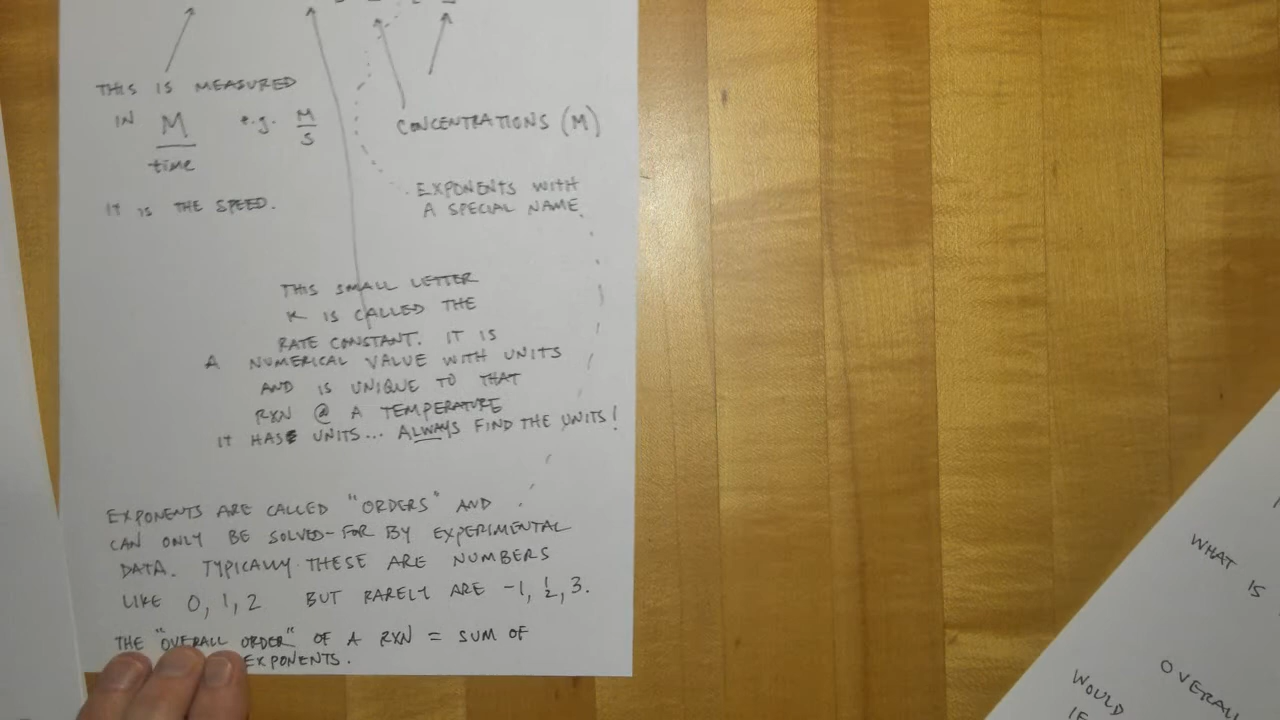 THIS IS MEASURED
IN M/time e.g. M/S
IT IS THE SPEED.
CONCENTRATIONS (M)
EXPONENTS WITH
A SPECIAL NAME.
THIS SMALL LETTER
K IS CALLED THE
RATE CONSTANT. IT IS
A NUMERICAL VALUE WITH UNITS
AND IS UNIQUE TO THAT
RXN @ A TEMPERATURE
IT HAS UNITS... ALWAYS FIND THE UNITS!
EXPONENTS ARE CALLED "ORDERS" AND
CAN ONLY BE SOLVED-FOR BY EXPERIMENTAL
DATA. TYPICALLY THESE ARE NUMBERS
LIKE 0, 1, 2 BUT RARELY ARE -1, ½, 3.
THE "OVERALL ORDER" OF A RXN = SUM OF
EXPONENTS.
WHAT IS
OVERALL
WOULD
IF